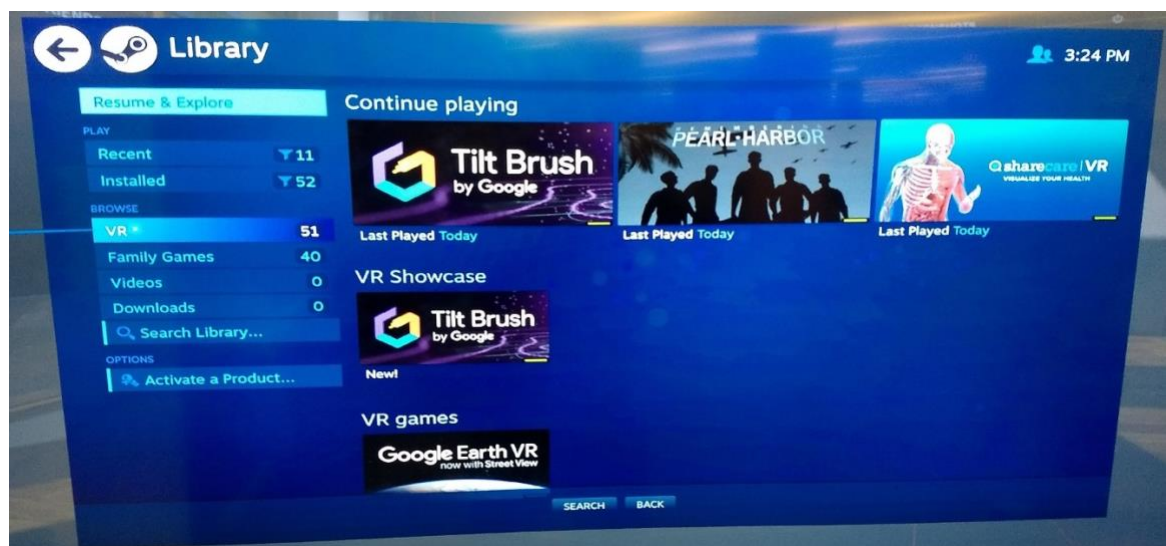 Library
3:24 PM
Resume & Explore
PLAY
Recent 11
Installed 52
BROWSE
VR 51
Family Games 40
Videos 0
Downloads 0
Search Library...
OPTIONS
Activate a Product...
Continue playing
Tilt Brush
by Google
Last Played Today
PEARL HARBOR
Last Played Today
sharecare VR
VISUALIZE YOUR HEALTH
Last Played Today
VR Showcase
Tilt Brush
by Google
New!
VR games
Google Earth VR
now with Street View
SEARCH BACK